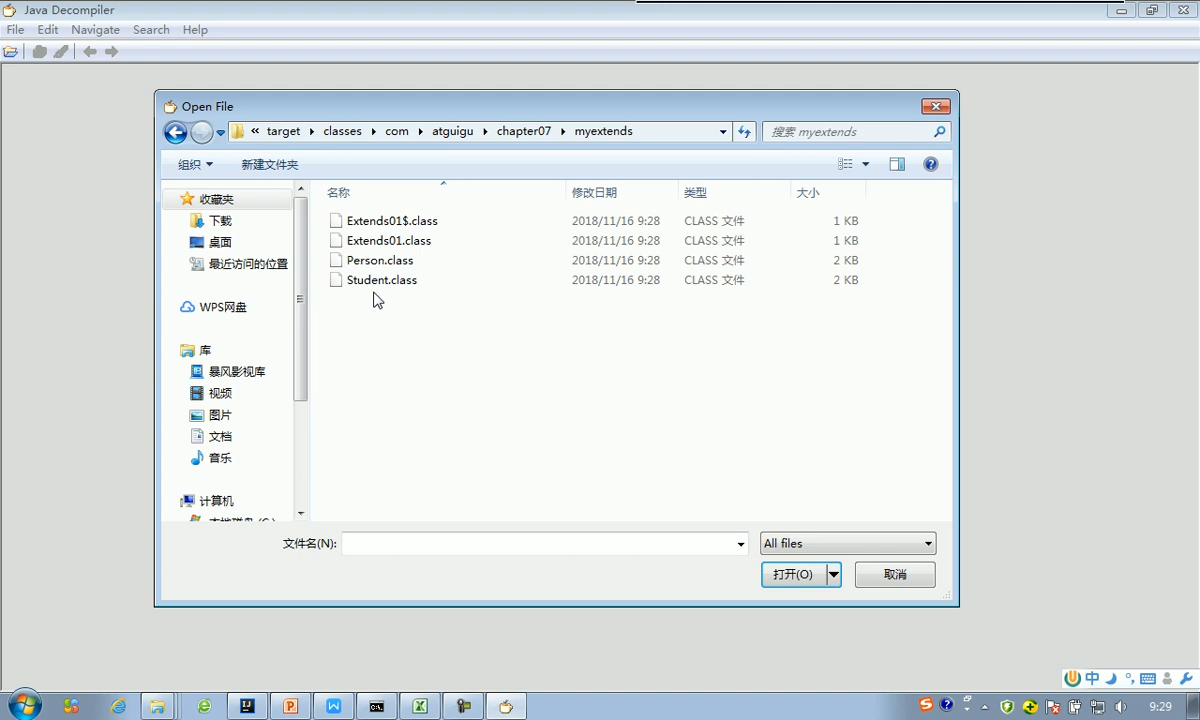 Java Decompiler
File Edit Navigate Search Help
Open File
« target classes com atguigu chapter07 myextends
搜索 myextends
组织 新建文件夹
名称 修改日期 类型 大小
Extends01$.class 2018/11/16 9:28 CLASS 文件 1 KB
Extends01.class 2018/11/16 9:28 CLASS 文件 1 KB
Person.class 2018/11/16 9:28 CLASS 文件 2 KB
Student.class 2018/11/16 9:28 CLASS 文件 2 KB
收藏夹
下载
桌面
最近访问的位置
WPS网盘
库
暴风影视库
视频
图片
文档
音乐
计算机
文件名(N):
All files
打开(O) 取消
中
9:29